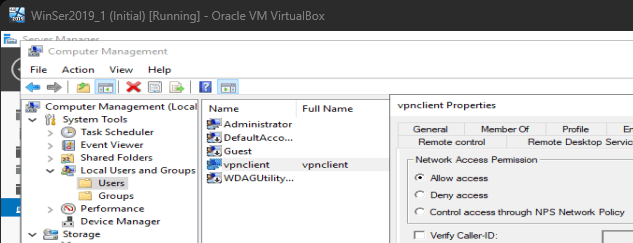 WinSer2019_1 (Initial) [Running] - Oracle VM VirtualBox
Server Manager
Computer Management
File Action View Help
Computer Management (Local
System Tools
Task Scheduler
Event Viewer
Shared Folders
Local Users and Groups
Users
Groups
Performance
Device Manager
Storage
Name Full Name
Administrator
DefaultAcco...
Guest
vpnclient vpnclient
WDAGUtility...
vpnclient Properties
General Member Of Profile En
Remote control Remote Desktop Servic
Network Access Permission
Allow access
Deny access
Control access through NPS Network Policy
Verify Caller-ID: